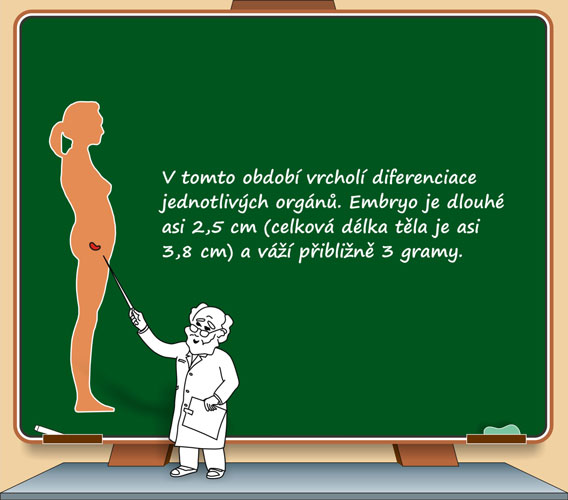 V tomto období vrcholí diferenciace
jednotlivých orgánů. Embryo je dlouhé
asi 2,5 cm (celková délka těla je asi
3,8 cm) a váží přibližně 3 gramy.